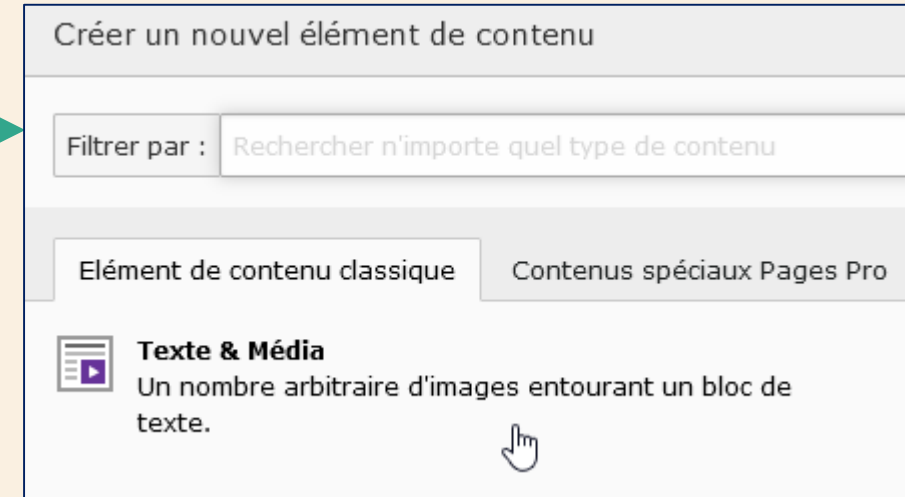 Créer un nouvel élément de contenu
Filtrer par : Rechercher n'importe quel type de contenu
Elément de contenu classique Contenus spéciaux Pages Pro
Texte & Média
Un nombre arbitraire d'images entourant un bloc de
texte.